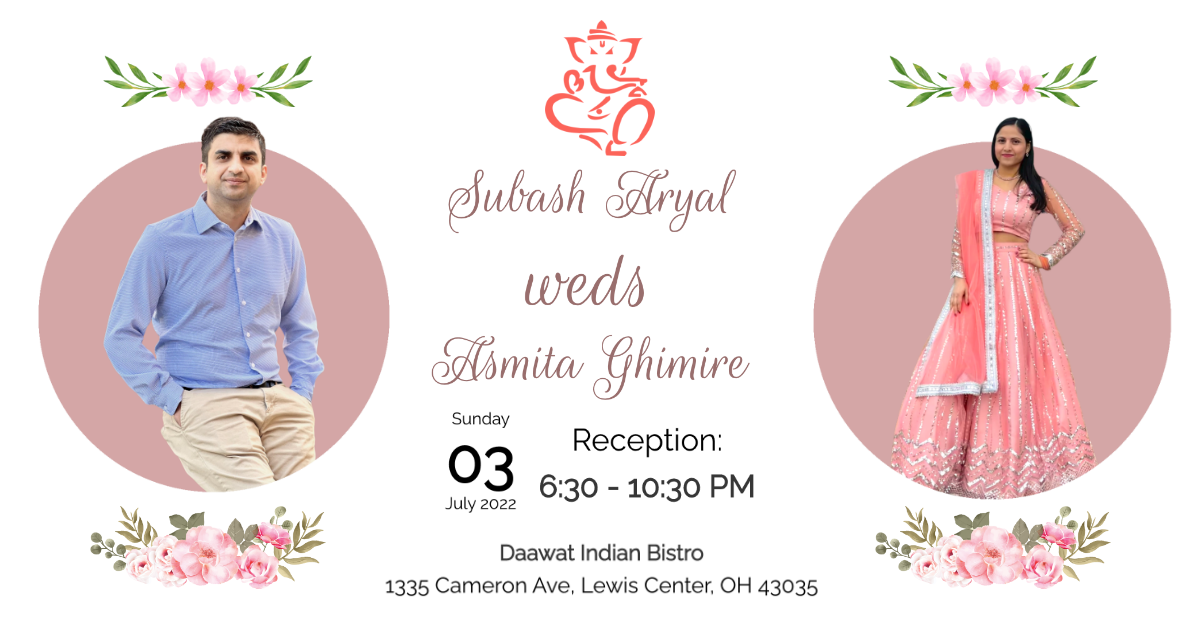 Subash Aryal
weds
Asmita Ghimire
Sunday
03
July 2022
Reception:
6:30 - 10:30 PM
Daawat Indian Bistro
1335 Cameron Ave, Lewis Center, OH 43035